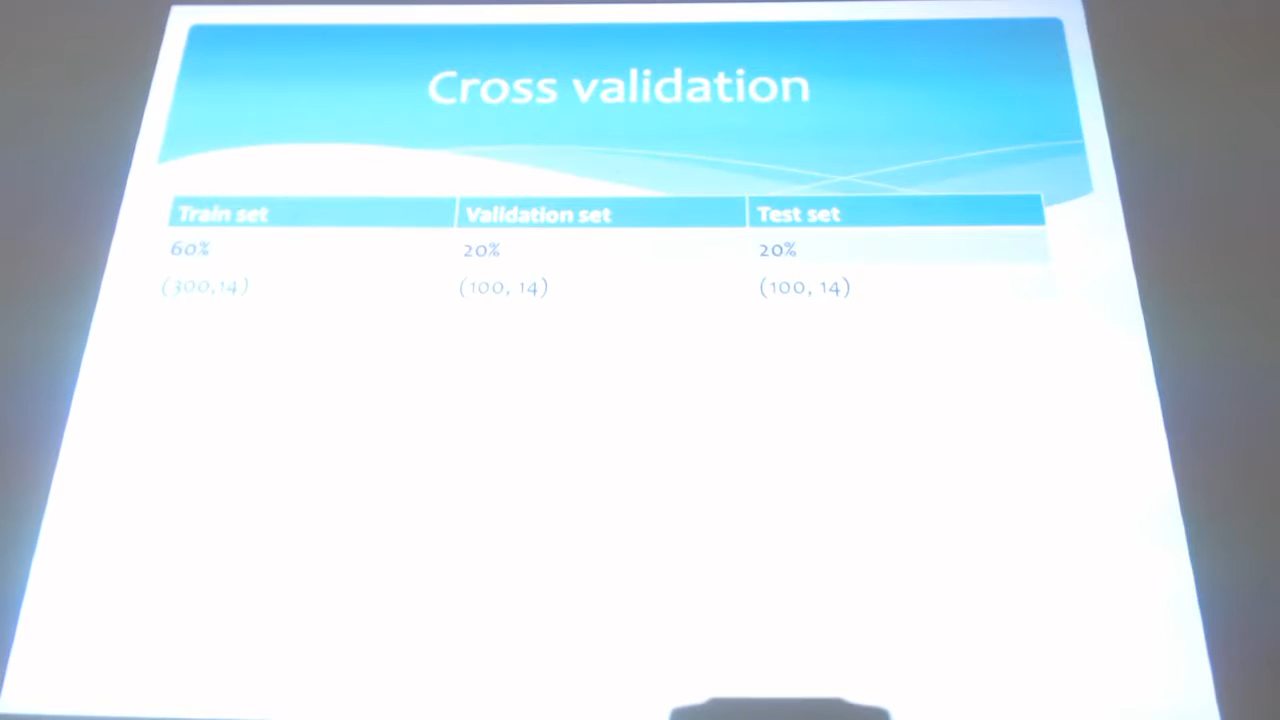 Cross validation
Train set Validation set Test set
60% 20% 20%
(300,14) (100, 14) (100, 14)